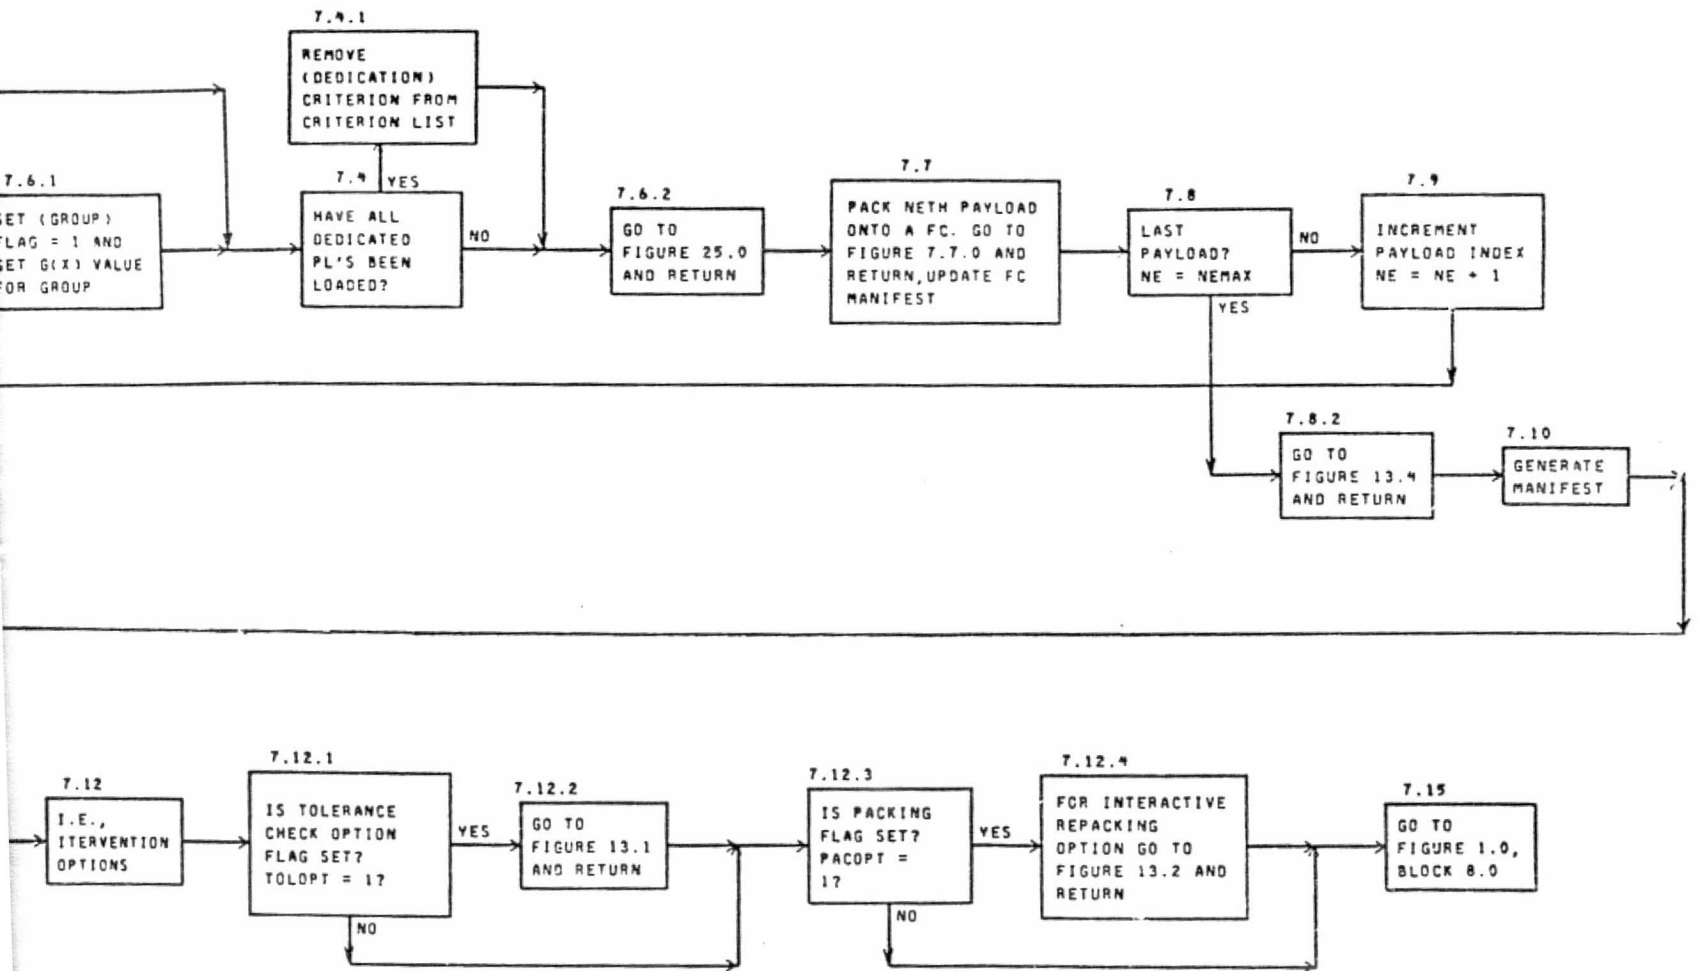 7.4.1
REMOVE
(DEDICATION)
CRITERION FROM
CRITERION LIST
7.6.1
SET (GROUP)
FLAG = 1 AND
SET G(X) VALUE
FOR GROUP
7.4
YES
HAVE ALL
DEDICATED
PL'S BEEN
LOADED?
NO
7.6.2
GO TO
FIGURE 25.0
AND RETURN
7.7
PACK NETH PAYLOAD
ONTO A FC. GO TO
FIGURE 7.7.0 AND
RETURN,UPDATE FC
MANIFEST
7.8
LAST
PAYLOAD?
NE = NEMAX
NO
YES
7.9
INCREMENT
PAYLOAD INDEX
NE = NE + 1
7.8.2
GO TO
FIGURE 13.4
AND RETURN
7.10
GENERATE
MANIFEST
7.12
I.E.,
ITERVENTION
OPTIONS
7.12.1
IS TOLERANCE
CHECK OPTION
FLAG SET?
TOLOPT = 1?
YES
NO
7.12.2
GO TO
FIGURE 13.1
AND RETURN
7.12.3
IS PACKING
FLAG SET?
PACOPT =
1?
YES
NO
7.12.4
FOR INTERACTIVE
REPACKING
OPTION GO TO
FIGURE 13.2 AND
RETURN
7.15
GO TO
FIGURE 1.0,
BLOCK 8.0